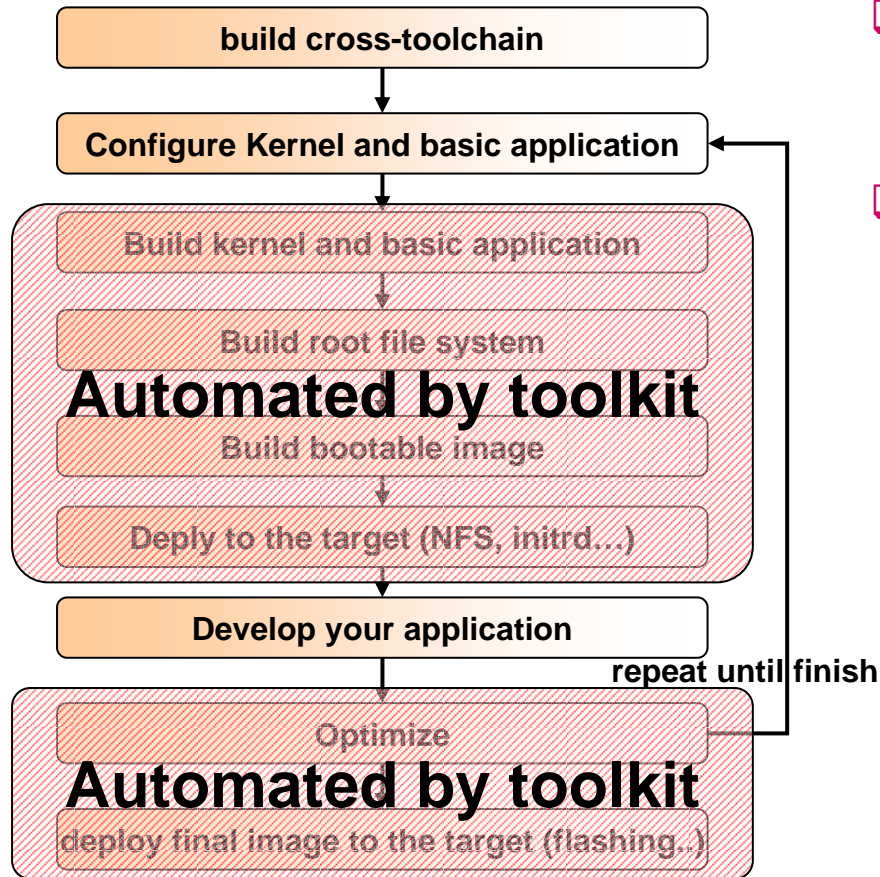 build cross-toolchain
Configure Kernel and basic application
Build kernel and basic application
Build root file system
Automated by toolkit
Build bootable image
Deply to the target (NFS, initrd…)
Develop your application
repeat until finish
Optimize
Automated by toolkit
deploy final image to the target (flashing..)